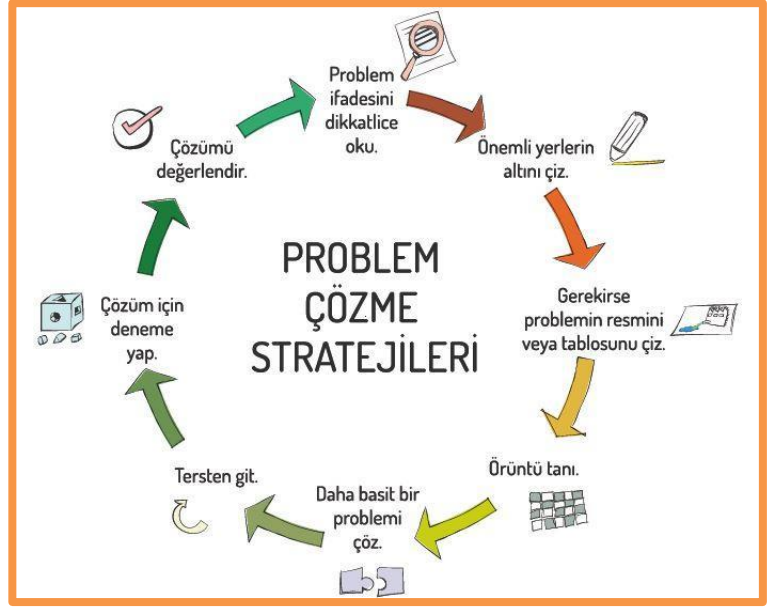 PROBLEM
ÇÖZME
STRATEJİLERİ
Problem
ifadesini
dikkatlice
oku.
Önemli yerlerin
altını çiz.
Gerekirse
problemin resmini
veya tablosunu çiz.
Örüntü tanı.
Daha basit bir
problemi
çöz.
Tersten git.
Çözüm için
deneme
yap.
Çözümü
değerlendir.